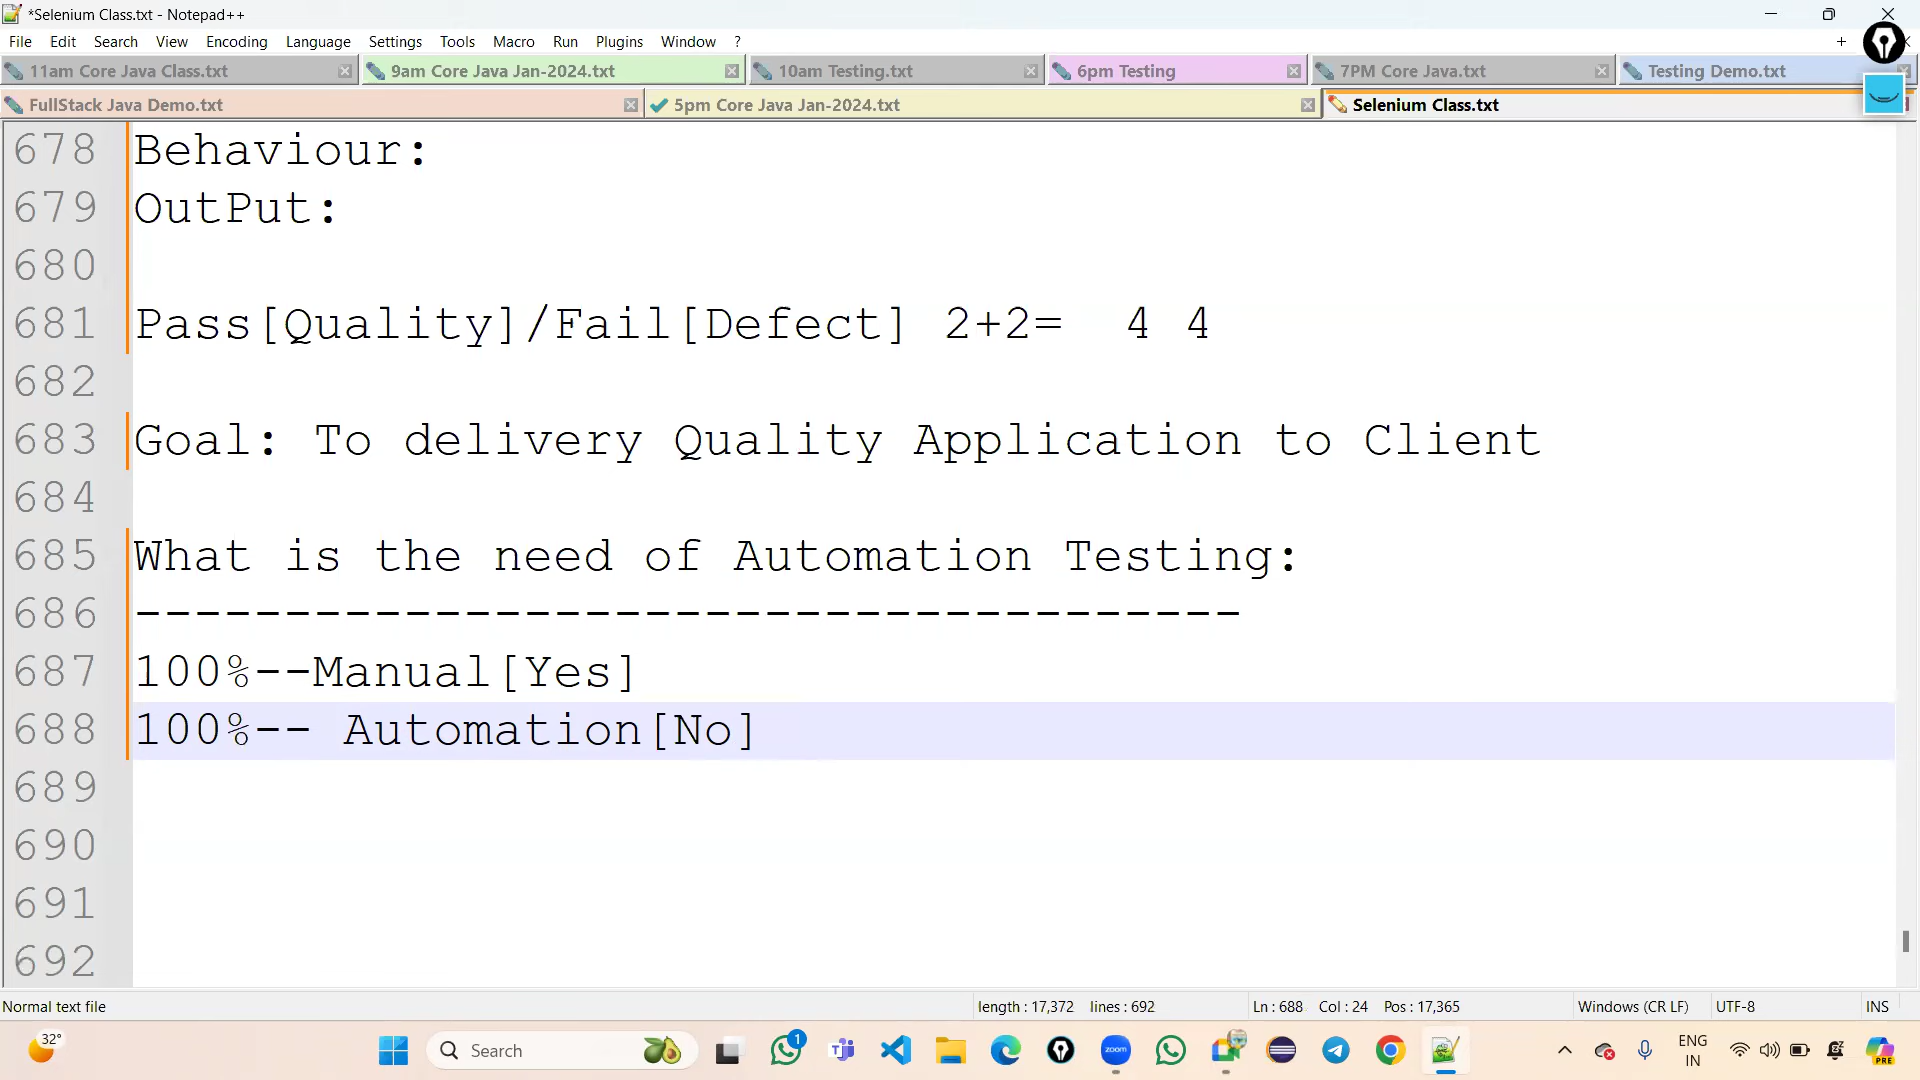 *Selenium Class.txt - Notepad++
File Edit Search View Encoding Language Settings Tools Macro Run Plugins Window ?
11am Core Java Class.txt 9am Core Java Jan-2024.txt 10am Testing.txt 6pm Testing 7PM Core Java.txt Testing Demo.txt
FullStack Java Demo.txt 5pm Core Java Jan-2024.txt Selenium Class.txt
678 Behaviour:
679 OutPut:
680
681 Pass[Quality]/Fail[Defect] 2+2= 4 4
682
683 Goal: To delivery Quality Application to Client
684
685 What is the need of Automation Testing:
686 -------------------------------------
687 100%--Manual[Yes]
688 100%-- Automation[No]
689
690
691
692
Normal text file length : 17,372 lines : 692 Ln : 688 Col : 24 Pos : 17,365 Windows (CR LF) UTF-8 INS
32° Search 1 zoom ENG PRE
IN